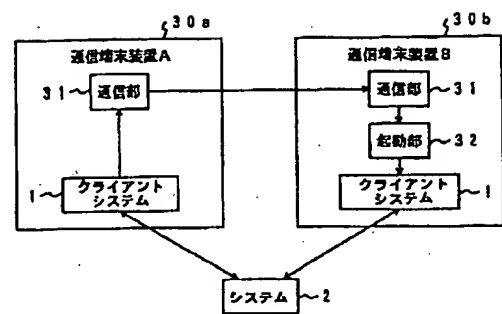 30a
30b
通信端末装置A
通信端末装置B
31
通信部
通信部
31
起動部
32
1
クライアント
システム
クライアント
システム
1
システム
2